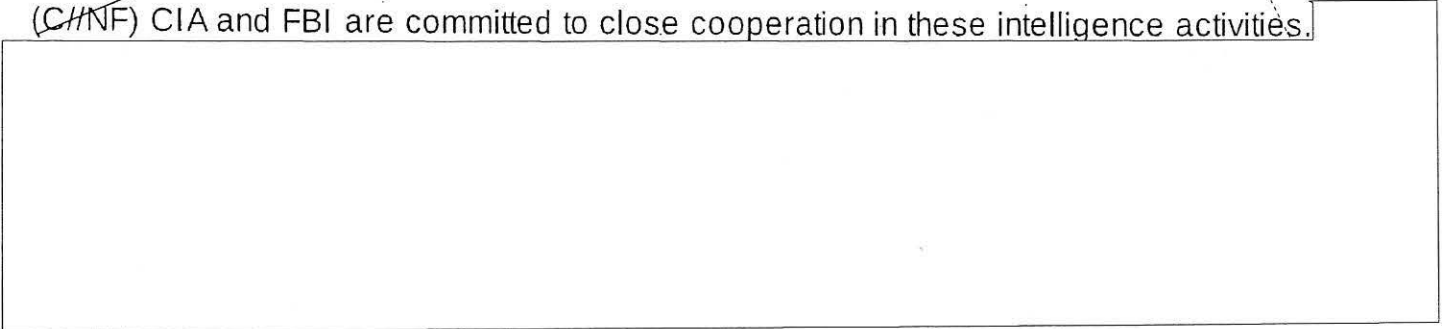 (C//NF) CIA and FBI are committed to close cooperation in these intelligence activities.